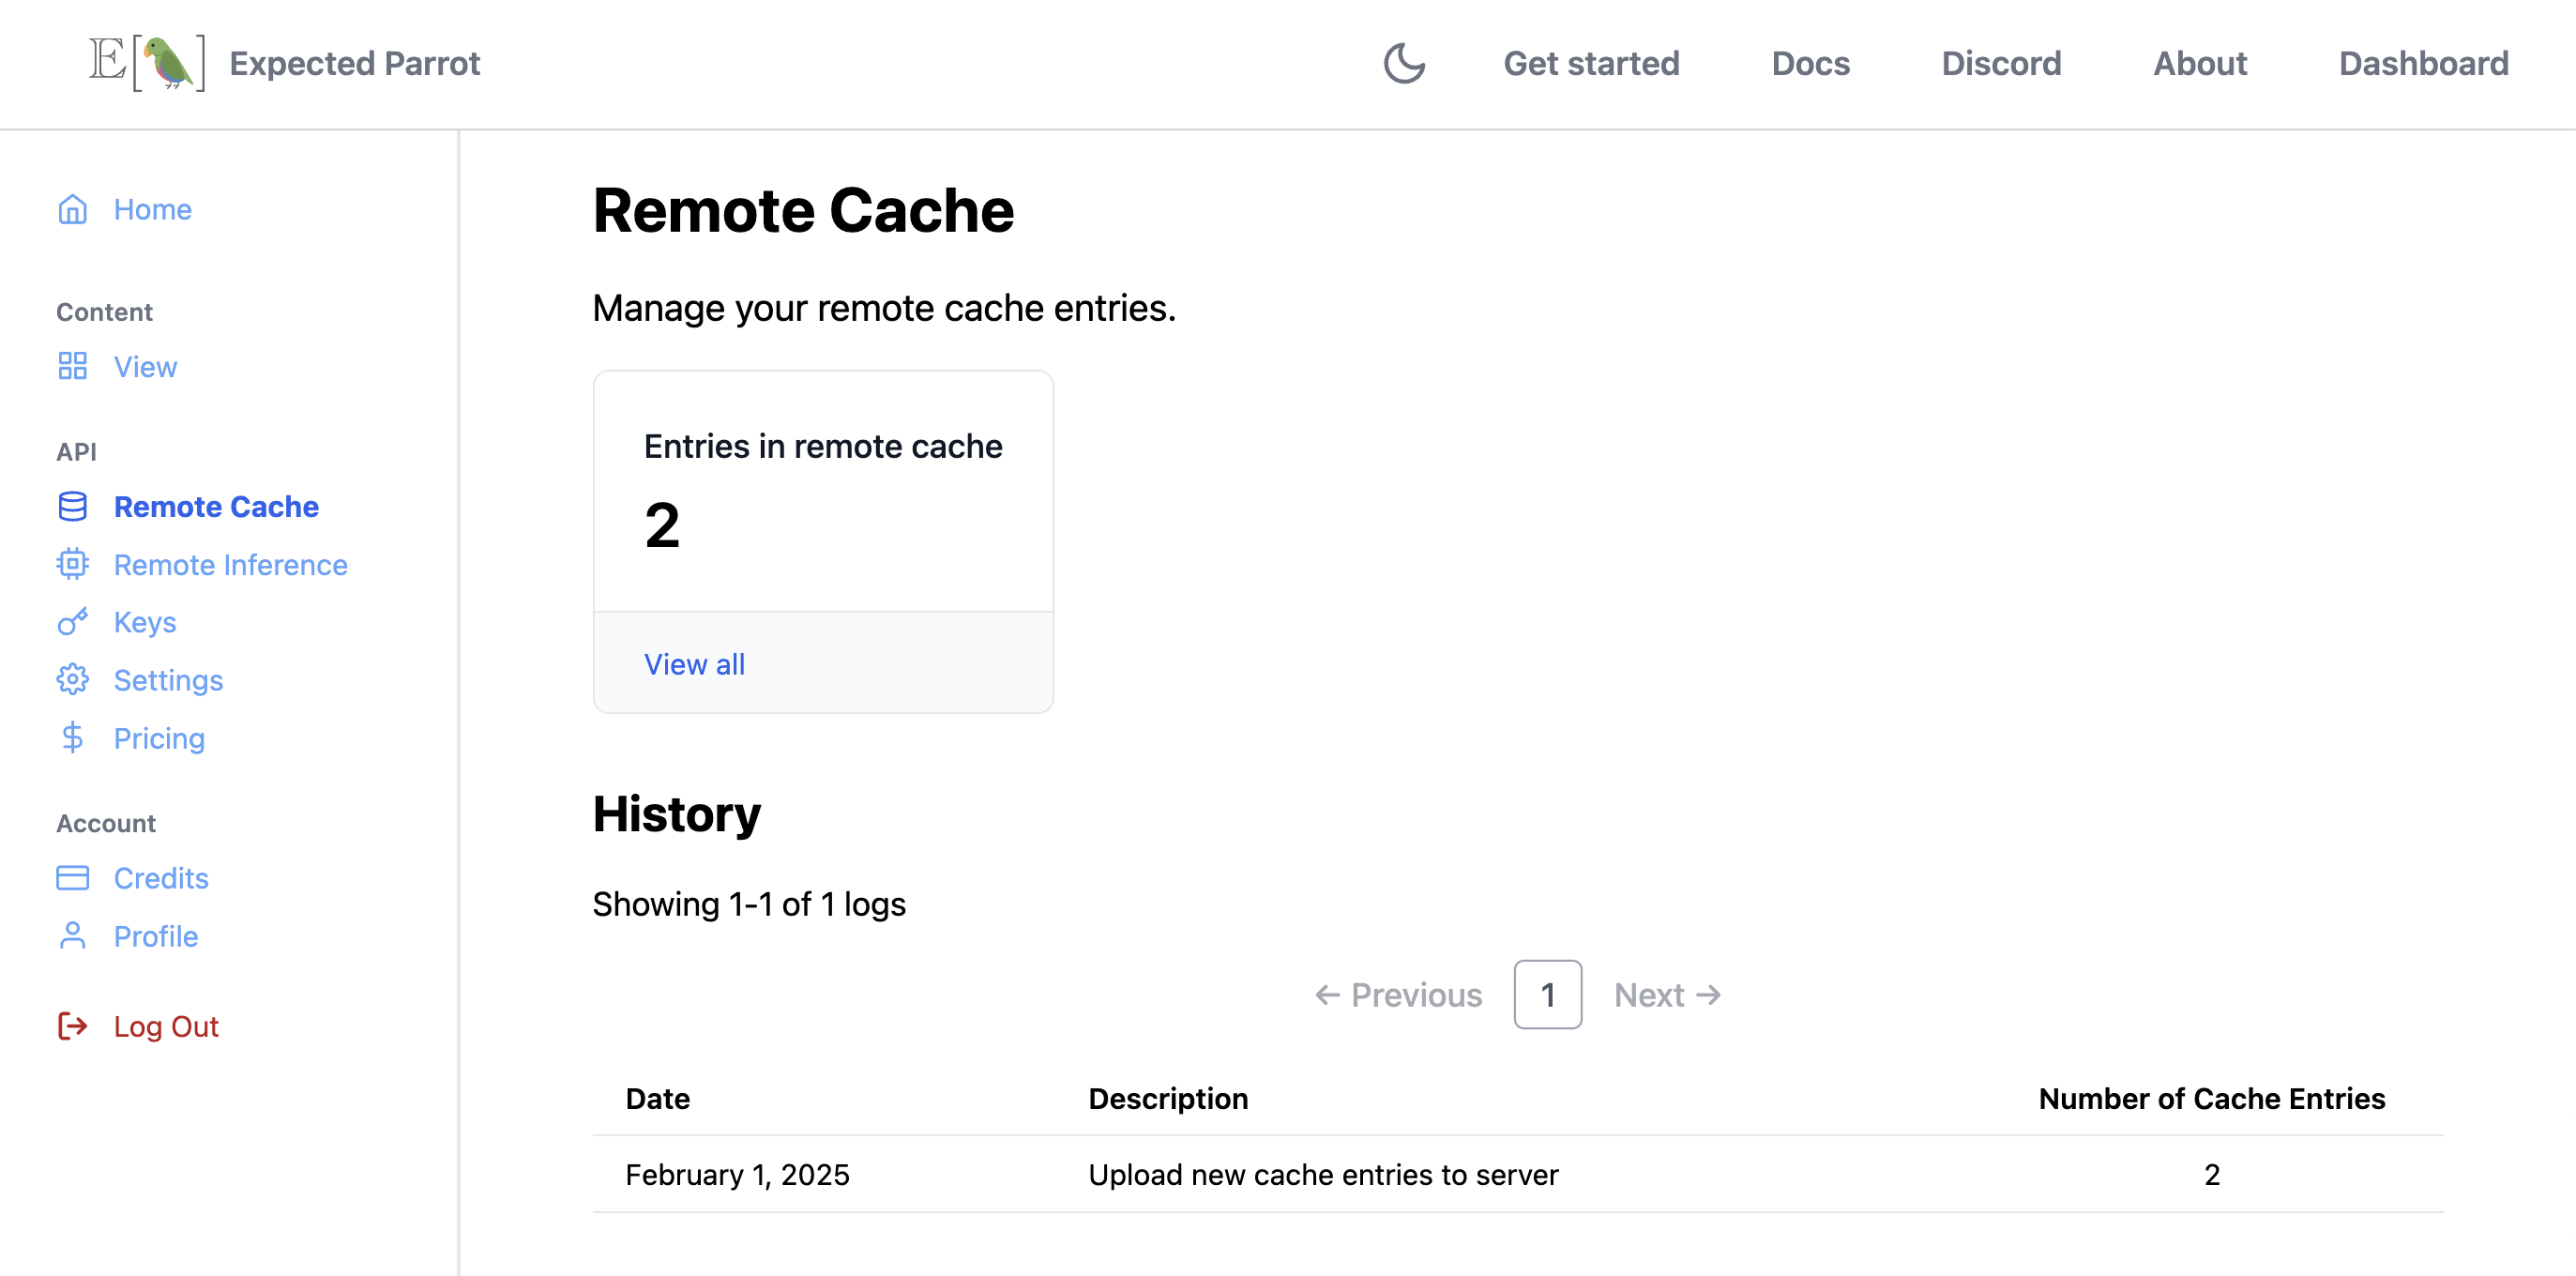 E[] Expected Parrot
Get started
Docs
Discord
About
Dashboard
Home
Content
View
API
Remote Cache
Remote Inference
Keys
Settings
Pricing
Account
Credits
Profile
Log Out
Remote Cache
Manage your remote cache entries.
Entries in remote cache
2
View all
History
Showing 1-1 of 1 logs
← Previous 1 Next →
Date Description Number of Cache Entries
February 1, 2025 Upload new cache entries to server 2